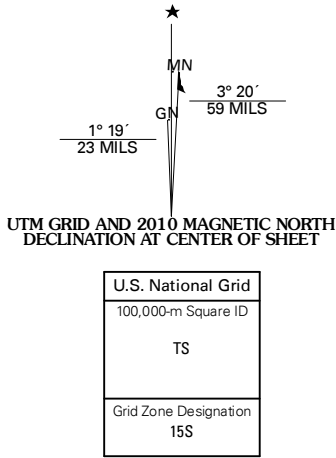 ★
MN
3° 20´
59 MILS
GN
1° 19´
23 MILS
UTM GRID AND 2010 MAGNETIC NORTH
DECLINATION AT CENTER OF SHEET
U.S. National Grid
100,000-m Square ID
TS
Grid Zone Designation
15S